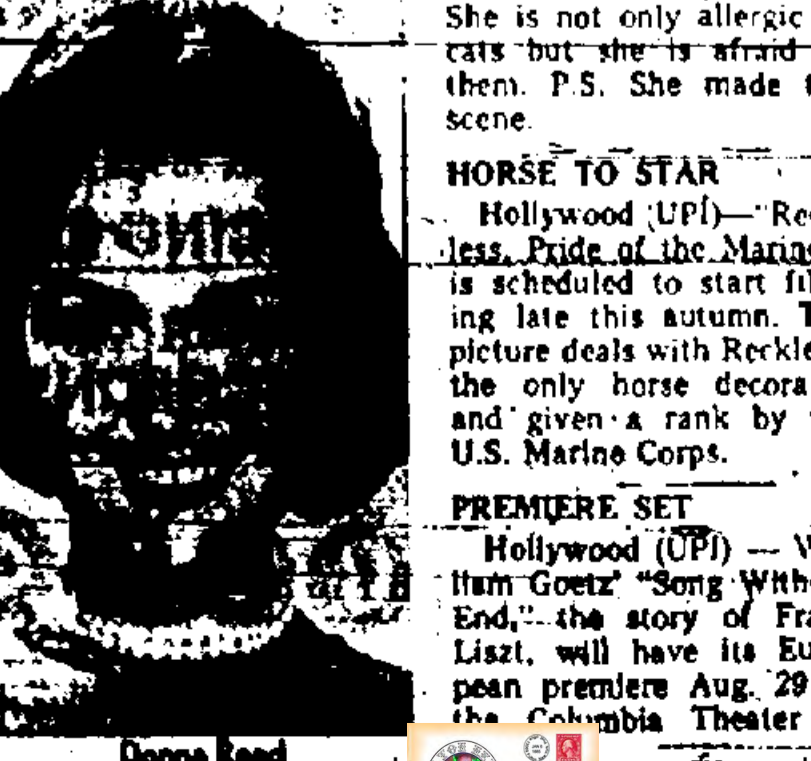 She is not only allergic
cats but she is afraid
them. P.S. She made
scene.
HORSE TO STAR
Hollywood (UPI)—"Rec
less, Pride of the Marine
is scheduled to start fil
ing late this autumn. T
picture deals with Reckle
the only horse decora
and given a rank by
U.S. Marine Corps.
PREMIERE SET
Hollywood (UPI) — W
liam Goetz' "Song With
End," the story of Fra
Liszt, will have its Eu
pean premiere Aug. 29
the Columbia Theater
Donna Reed